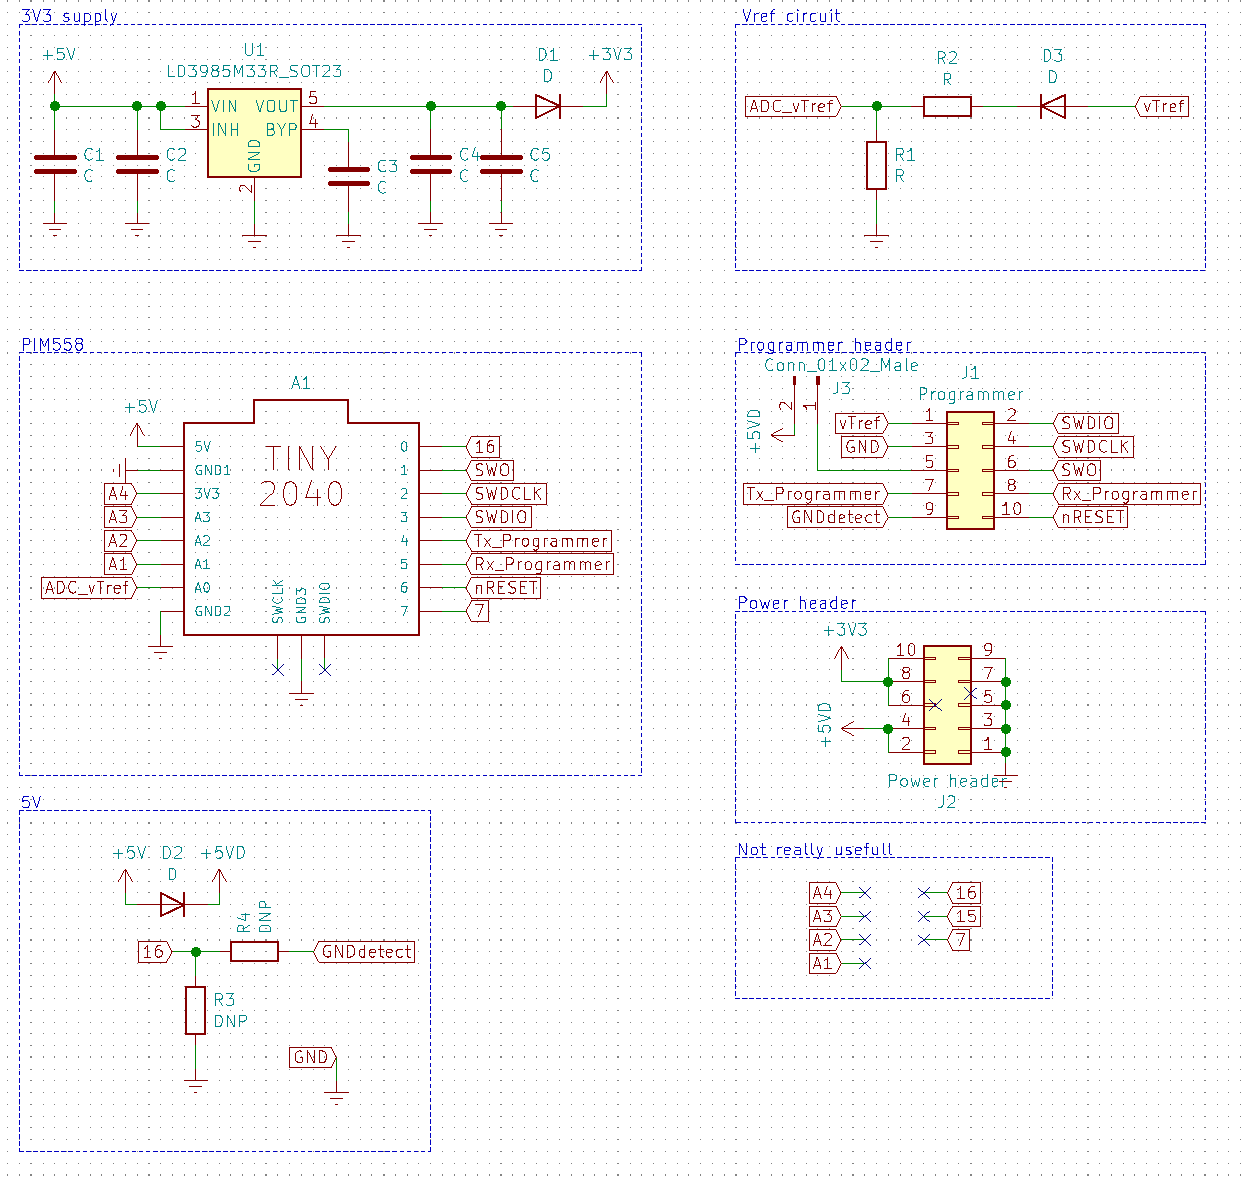 3V3 supply
+5V
U1
LD3985M33R_SOT23
D1
D
+3V3
1
VIN
VOUT
5
3
INH
BYP
4
GND
2
C1
C
C2
C
C3
C
C4
C
C5
C
Vref circuit
ADC_vTref
R2
R
D3
D
vTref
R1
R
PIM558
A1
+5V
TINY
2040
5V
GND1
3V3
A3
A2
A1
A0
GND2
A4
A3
A2
A1
ADC_vTref
SWCLK
GND3
SWDIO
0
16
1
SWO
2
SWDCLK
3
SWDIO
4
Tx_Programmer
5
Rx_Programmer
6
nRESET
7
7
Programmer header
Conn_01x02_Male
J3
2
1
+5VD
J1
Programmer
vTref
1
2
SWDIO
GND
3
4
SWDCLK
5
6
SWO
Tx_Programmer
7
8
Rx_Programmer
GNDdetect
9
10
nRESET
Power header
+3V3
+5VD
10
9
8
7
6
5
4
3
2
1
Power header
J2
5V
+5V
D2
D
+5VD
16
R4
DNP
GNDdetect
R3
DNP
GND
Not really usefull
A4
16
A3
15
A2
7
A1